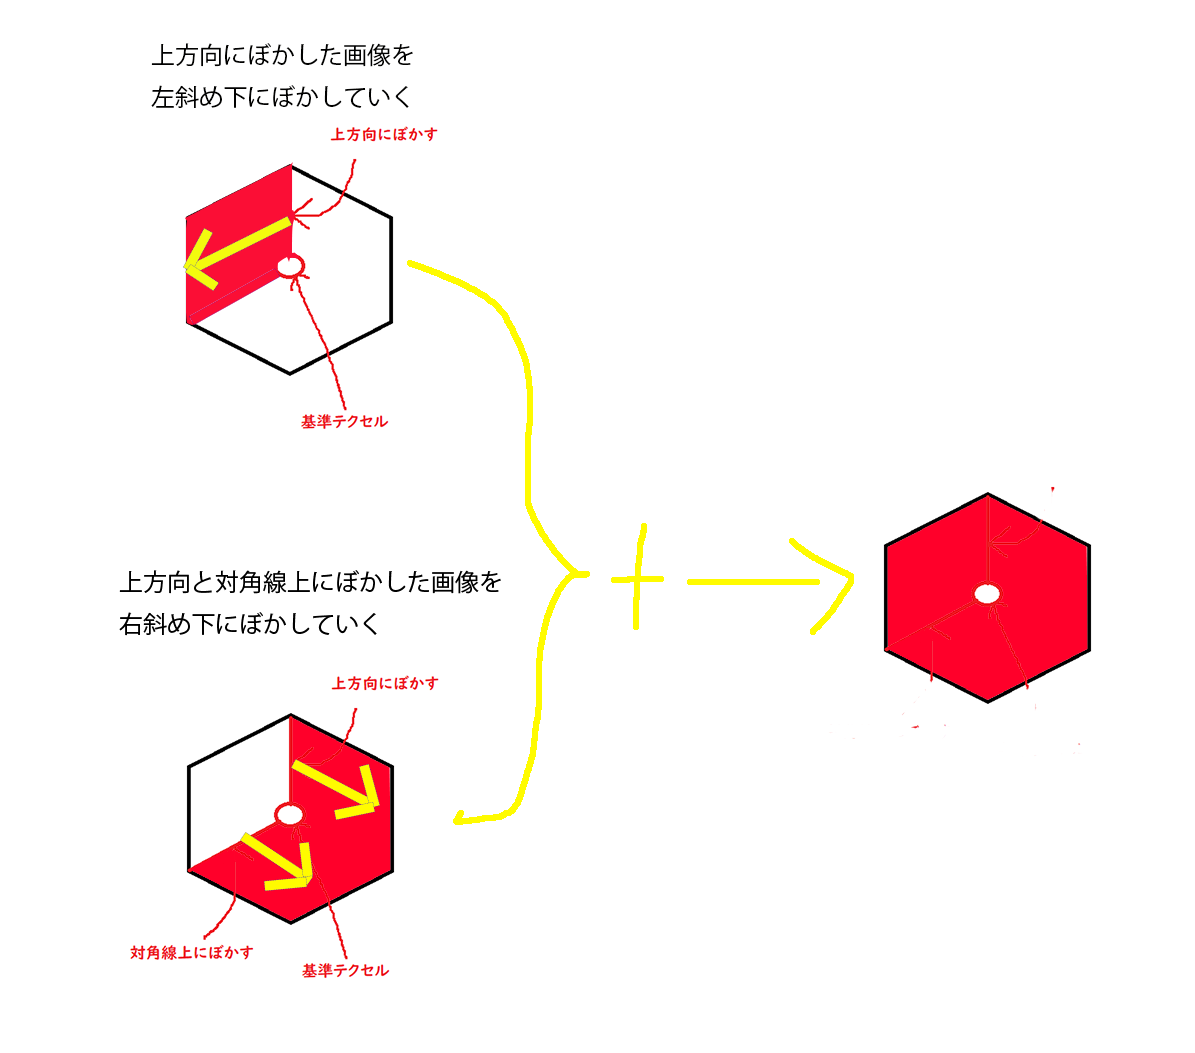 上方向にぼかした画像を
左斜め下にぼかしていく
上方向にぼかす
基準テクセル
上方向と対角線上にぼかした画像を
右斜め下にぼかしていく
上方向にぼかす
対角線上にぼかす
基準テクセル